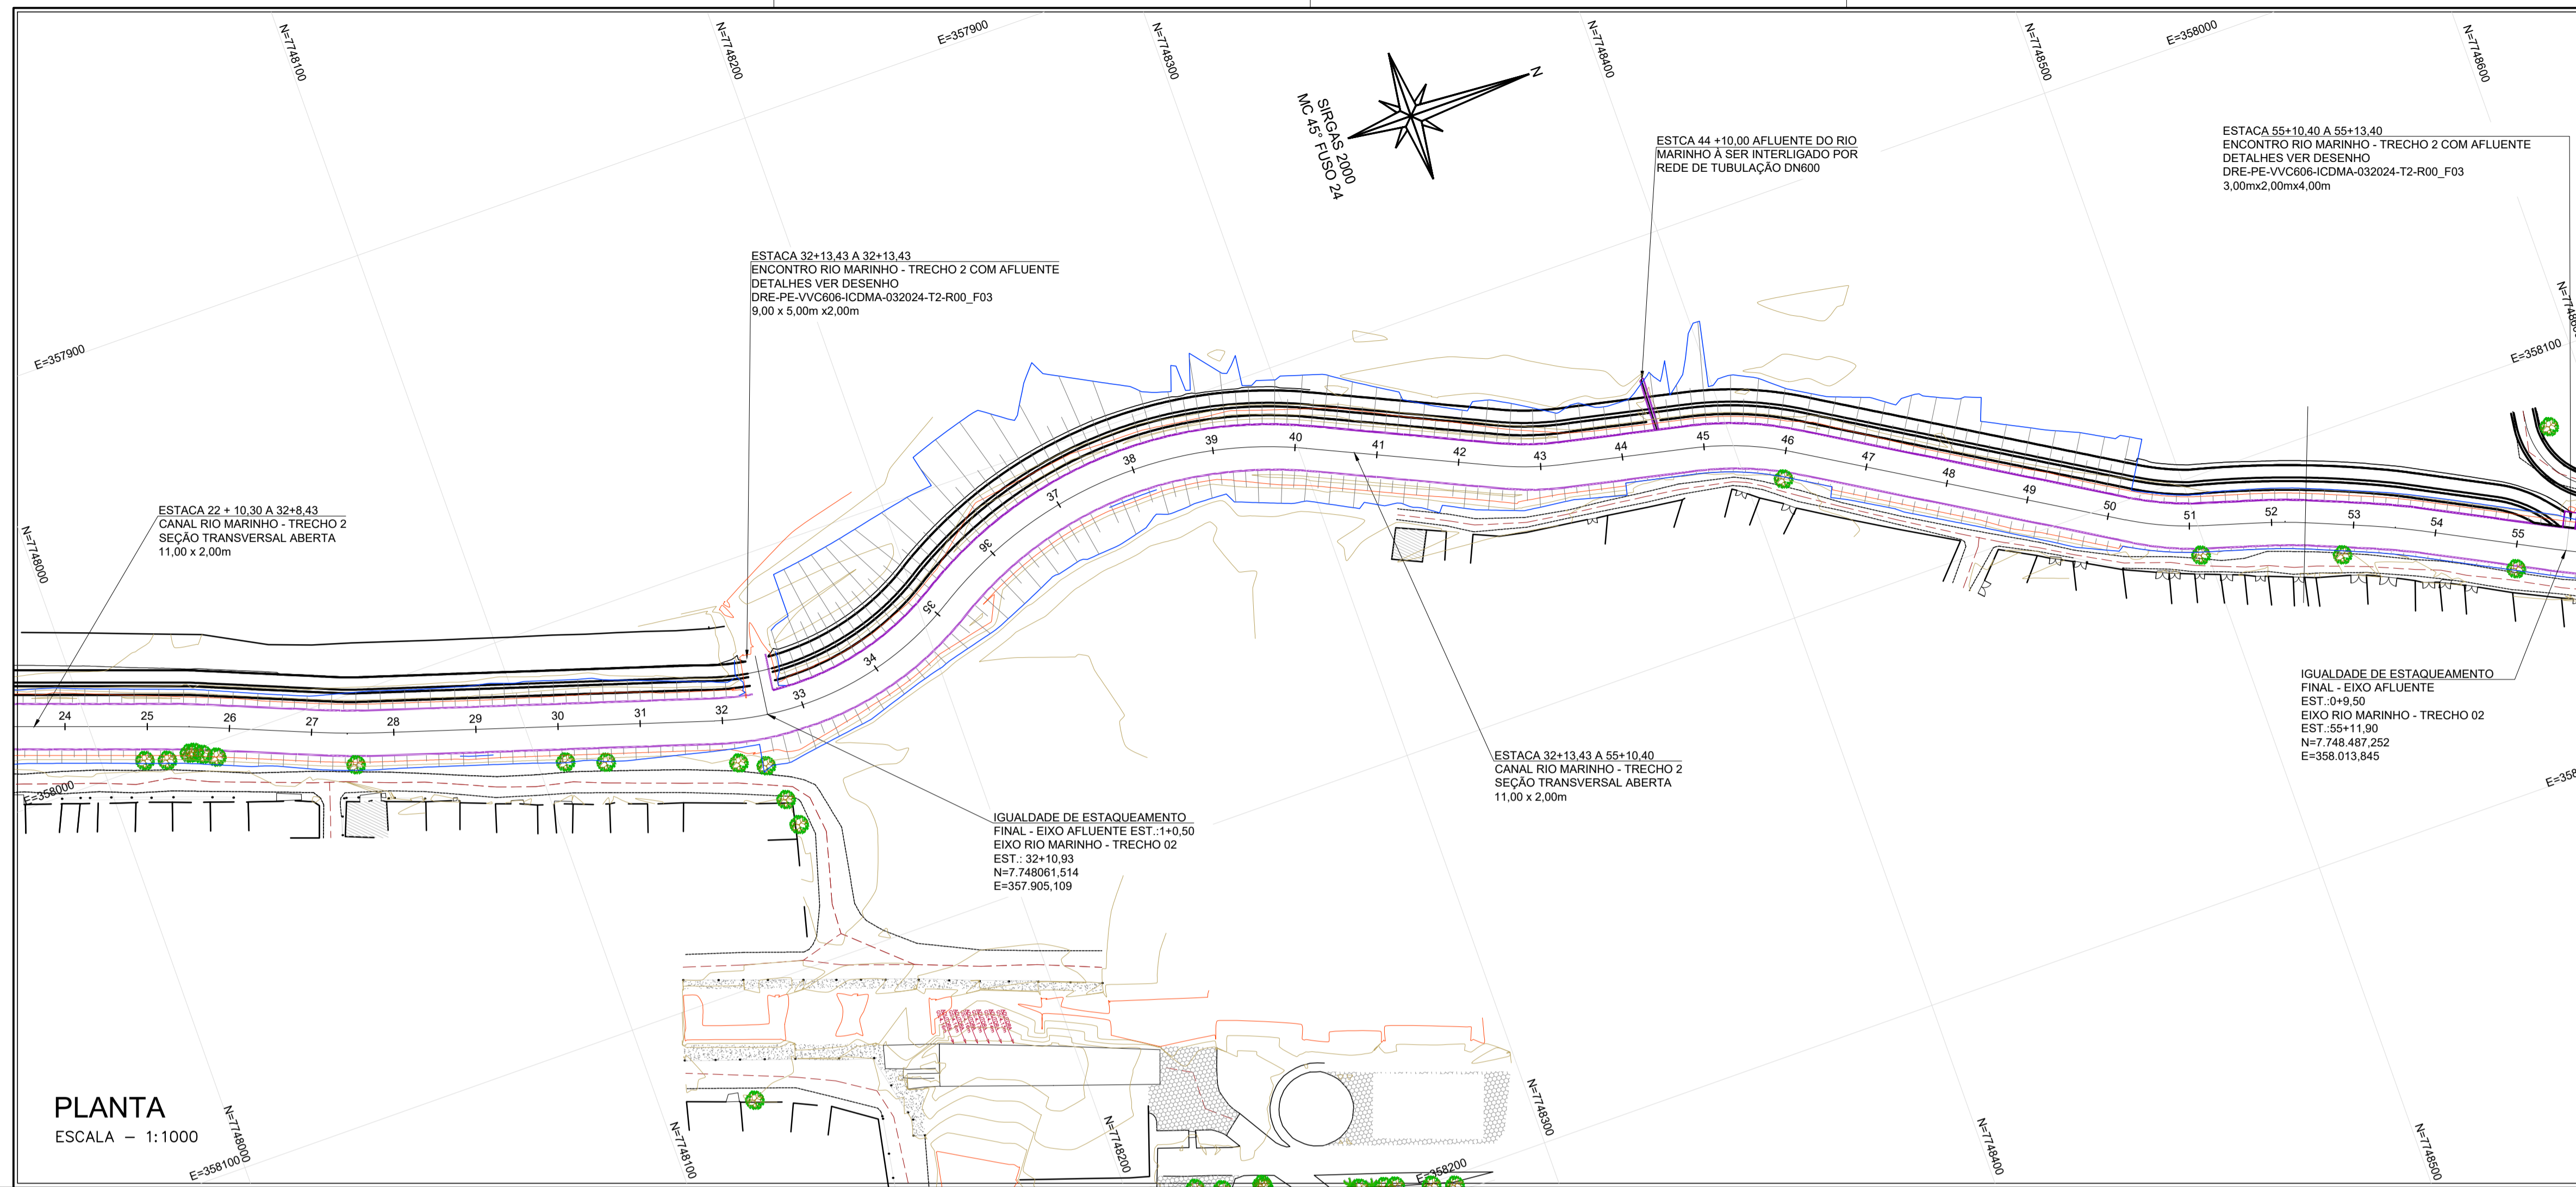 N=7748100
N=7748200
E=357900
N=7748300
N=7748400
N=7748500
E=358000
N=7748600
N
SIRGAS 2000
MC 45° FUSO 24
ESTCA 44 +10,00 AFLUENTE DO RIO
MARINHO À SER INTERLIGADO POR
REDE DE TUBULAÇÃO DN600
ESTACA 55+10,40 A 55+13,40
ENCONTRO RIO MARINHO - TRECHO 2 COM AFLUENTE
DETALHES VER DESENHO
DRE-PE-VVC606-ICDMA-032024-T2-R00_F03
3,00mx2,00mx4,00m
ESTACA 32+13,43 A 32+13,43
ENCONTRO RIO MARINHO - TRECHO 2 COM AFLUENTE
DETALHES VER DESENHO
DRE-PE-VVC606-ICDMA-032024-T2-R00_F03
9,00 x 5,00m x2,00m
E=357900
E=358100
ESTACA 22 + 10,30 A 32+8,43
CANAL RIO MARINHO - TRECHO 2
SEÇÃO TRANSVERSAL ABERTA
11,00 x 2,00m
N=7748000
24
25
26
27
28
29
30
31
32
33
34
35
36
37
38
39
40
41
42
43
44
45
46
47
48
49
50
51
52
53
54
55
E=358000
IGUALDADE DE ESTAQUEAMENTO
FINAL - EIXO AFLUENTE
EST.:0+9,50
EIXO RIO MARINHO - TRECHO 02
EST.:55+11,90
N=7.748.487,252
E=358.013,845
ESTACA 32+13,43 A 55+10,40
CANAL RIO MARINHO - TRECHO 2
SEÇÃO TRANSVERSAL ABERTA
11,00 x 2,00m
IGUALDADE DE ESTAQUEAMENTO
FINAL - EIXO AFLUENTE EST.:1+0,50
EIXO RIO MARINHO - TRECHO 02
EST.: 32+10,93
N=7.748061,514
E=357.905,109
PLANTA
ESCALA - 1:1000
N=7748000
E=358100
N=7748100
N=7748200
E=358200
N=7748300
N=7748400
N=7748500